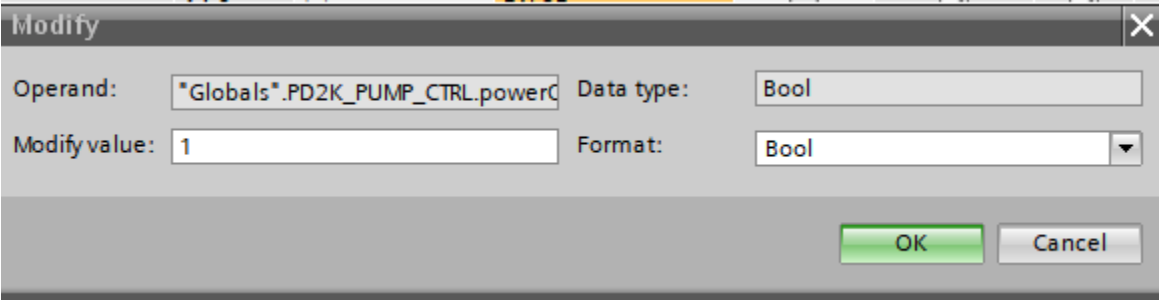 Modify
Operand: "Globals".PD2K_PUMP_CTRL.powerC Data type: Bool
Modify value: 1 Format: Bool
OK Cancel